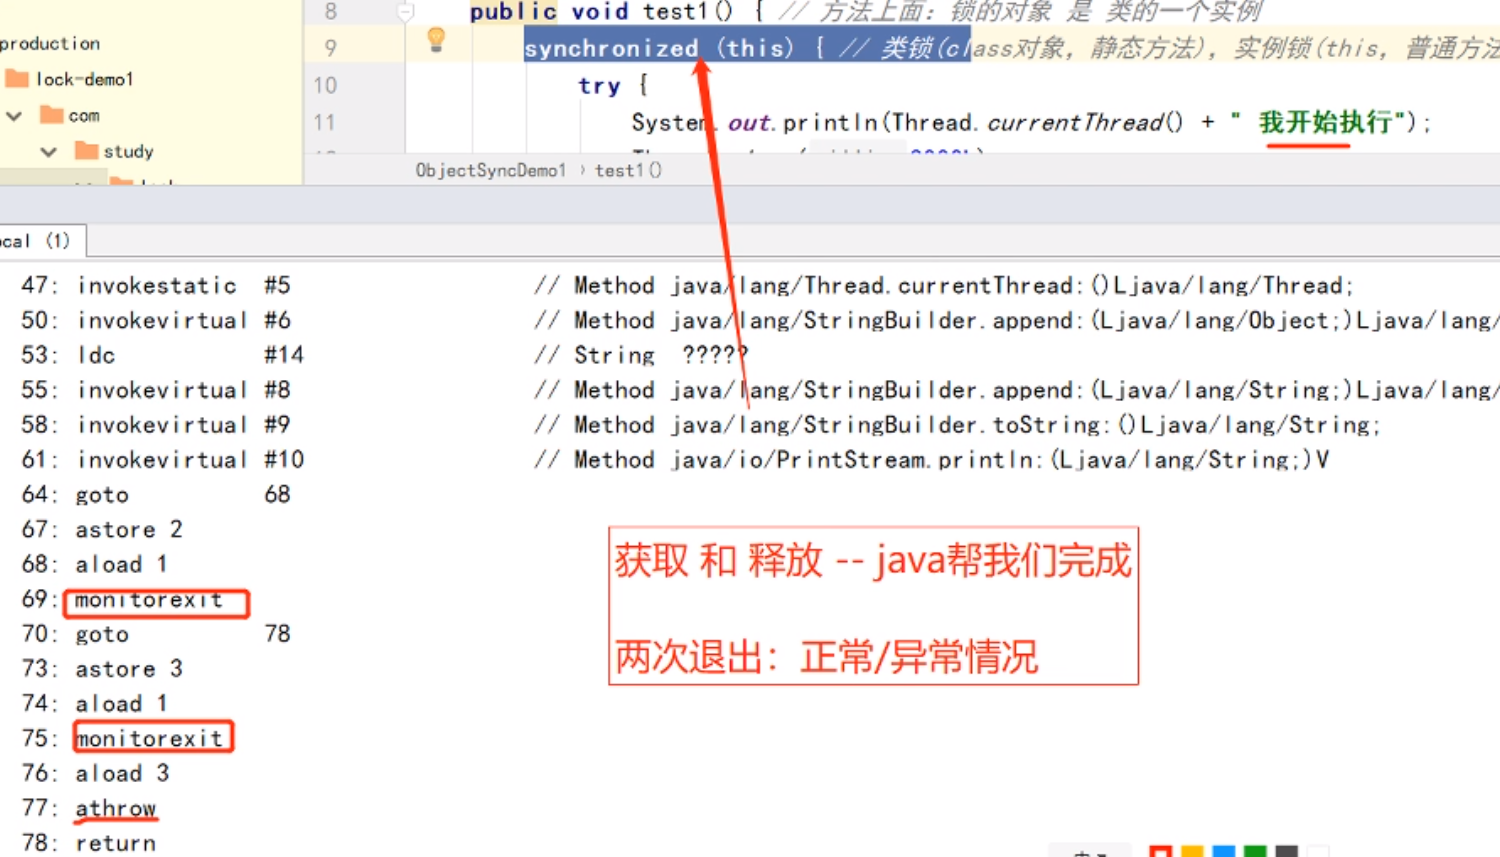 8 public void test1() { // 方法上面: 锁的对象 是 类的一个实例
production
9 synchronized (this) { // 类锁(class对象, 静态方法), 实例锁(this, 普通方法
lock-demo1
10 try {
com
11 System.out.println(Thread.currentThread() + " 我开始执行");
study
ObjectSyncDemo1 › test1()
ocal (1)
47: invokestatic #5 // Method java/lang/Thread.currentThread:()Ljava/lang/Thread;
50: invokevirtual #6 // Method java/lang/StringBuilder.append:(Ljava/lang/Object;)Ljava/lang/
53: ldc #14 // String ?????
55: invokevirtual #8 // Method java/lang/StringBuilder.append:(Ljava/lang/String;)Ljava/lang/
58: invokevirtual #9 // Method java/lang/StringBuilder.toString:()Ljava/lang/String;
61: invokevirtual #10 // Method java/io/PrintStream.println:(Ljava/lang/String;)V
64: goto 68
67: astore 2
68: aload 1
69: monitorexit
70: goto 78
73: astore 3
74: aload 1
75: monitorexit
76: aload 3
77: athrow
78: return
获取 和 释放 -- java帮我们完成
两次退出：正常/异常情况